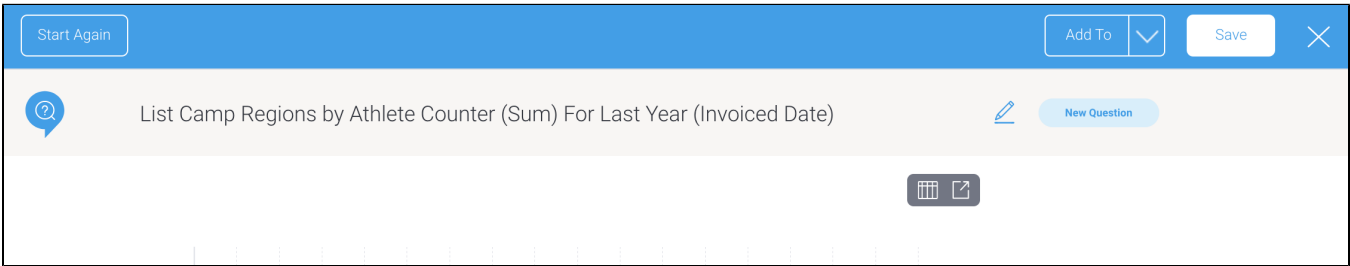 Start Again
Add To
Save
List Camp Regions by Athlete Counter (Sum) For Last Year (Invoiced Date)
New Question